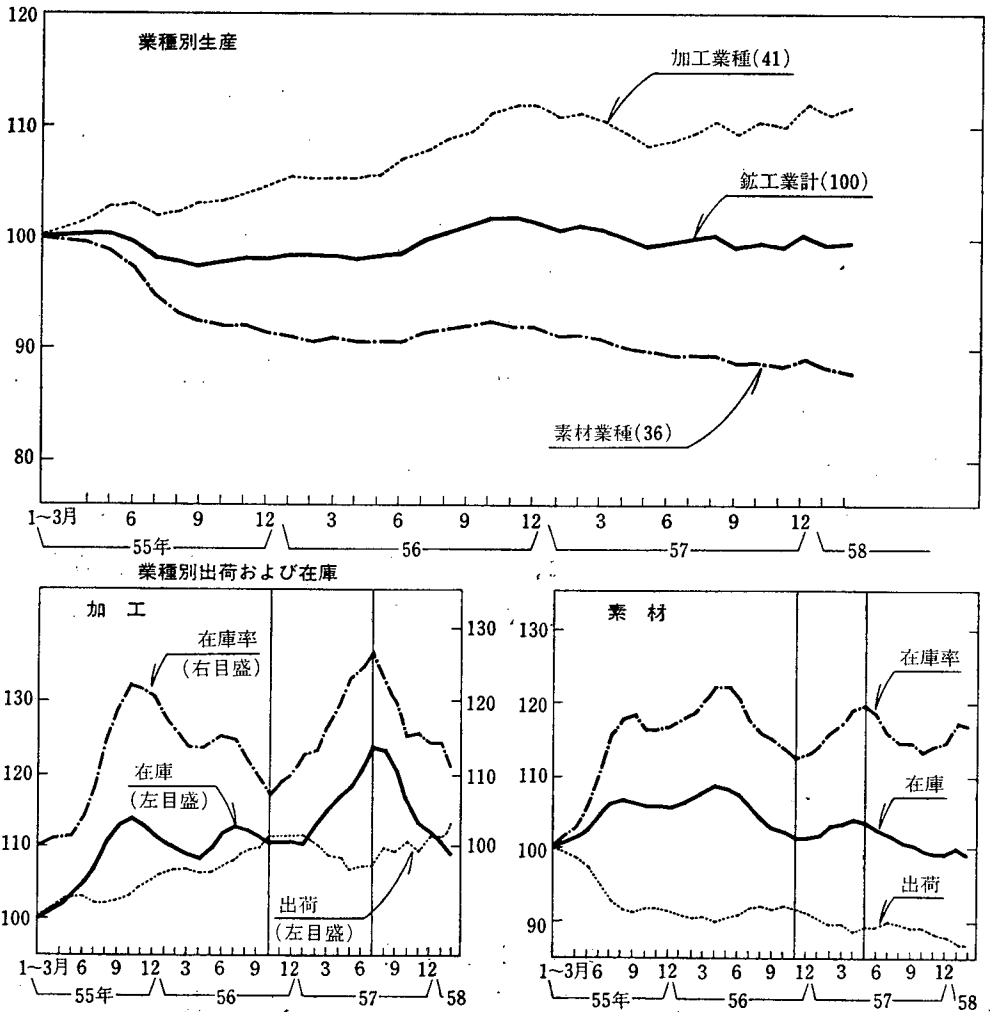 業種別生産
120
110
100
90
80
加工業種(41)
鉱工業計(100)
素材業種(36)
1～3月 6 9 12 3 6 9 12 3 6 9 12
55年 56 57 58
業種別出荷および在庫
加工
130
120
110
100
130
120
110
100
在庫率
(右目盛)
在庫
(左目盛)
出荷
(左目盛)
1～3月 6 9 12 3 6 9 12 3 6 9 12
55年 56 57 58
素材
130
120
110
100
90
在庫率
在庫
出荷
1～3月 6 9 12 3 6 9 12 3 6 9 12
55年 56 57 58